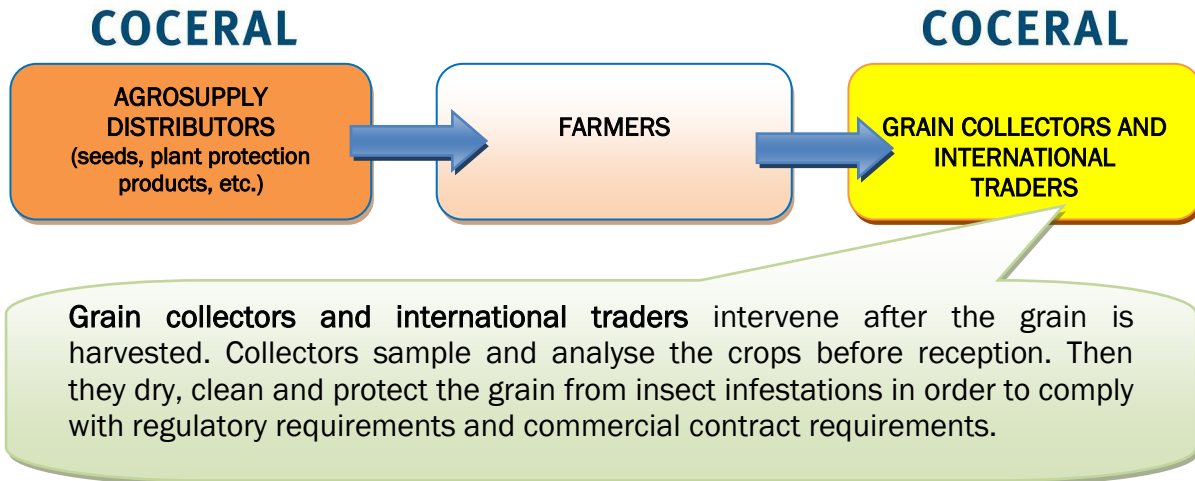 COCERAL
COCERAL
AGROSUPPLY
DISTRIBUTORS
(seeds, plant protection
products, etc.)
FARMERS
GRAIN COLLECTORS AND
INTERNATIONAL
TRADERS
Grain collectors and international traders intervene after the grain is
harvested. Collectors sample and analyse the crops before reception. Then
they dry, clean and protect the grain from insect infestations in order to comply
with regulatory requirements and commercial contract requirements.